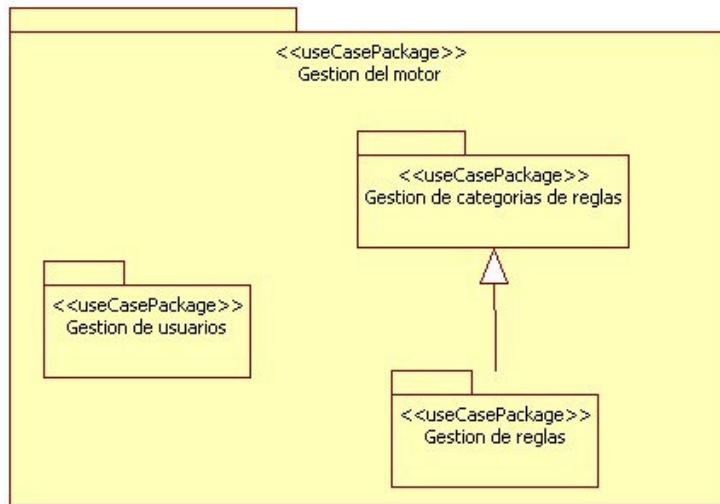 <<useCasePackage>>
Gestion del motor
<<useCasePackage>>
Gestion de categorias de reglas
<<useCasePackage>>
Gestion de usuarios
<<useCasePackage>>
Gestion de reglas